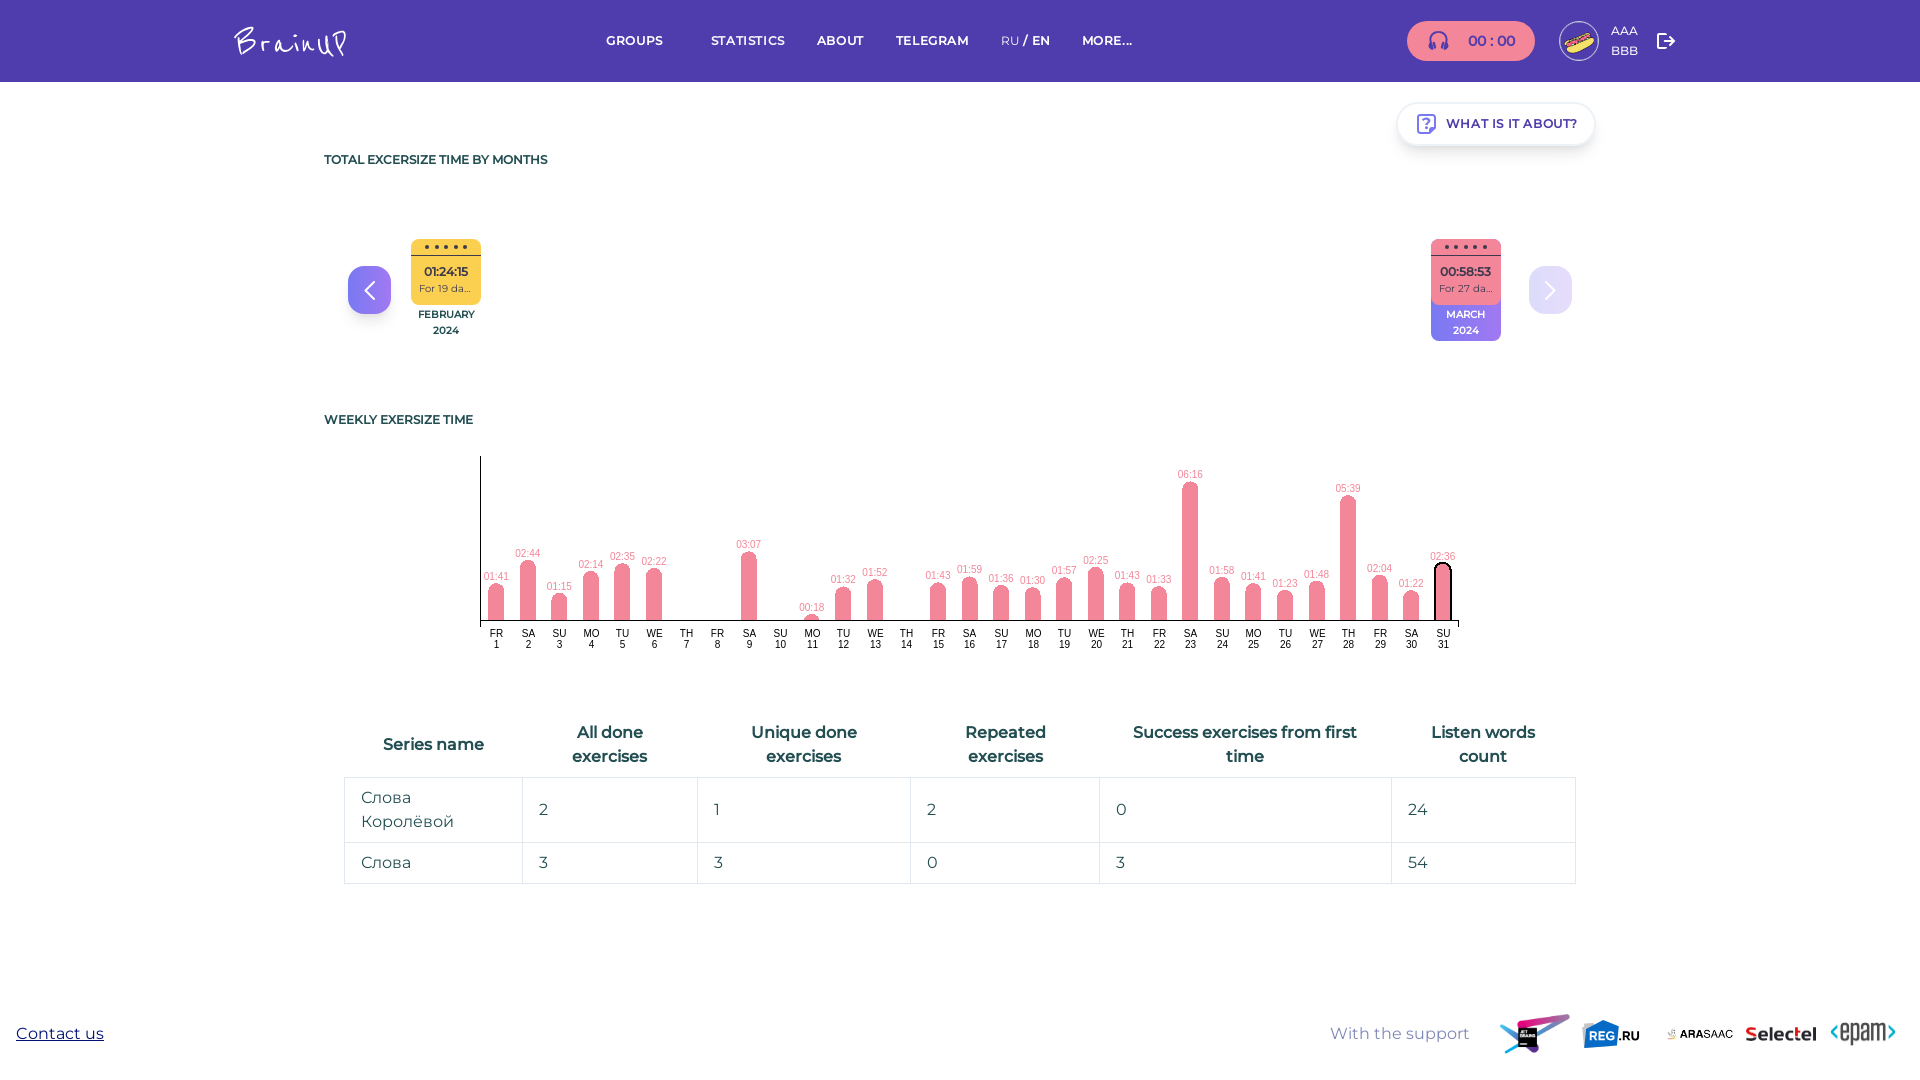 BrainUP
GROUPS STATISTICS ABOUT TELEGRAM RU / EN MORE...
00 : 00
AAA
BBB
WHAT IS IT ABOUT?
TOTAL EXCERSIZE TIME BY MONTHS
01:24:15
For 19 da...
FEBRUARY
2024
00:58:53
For 27 da...
MARCH
2024
WEEKLY EXERSIZE TIME
01:41 02:44 01:15 02:14 02:35 02:22 03:07 00:18 01:32 01:52 01:43 01:59 01:36 01:30 01:57 02:25 01:43 01:33 06:16 01:58 01:41 01:23 01:48 05:39 02:04 01:22 02:36
FR SA SU MO TU WE TH FR SA SU MO TU WE TH FR SA SU MO TU WE TH FR SA SU MO TU WE TH FR SA SU
1 2 3 4 5 6 7 8 9 10 11 12 13 14 15 16 17 18 19 20 21 22 23 24 25 26 27 28 29 30 31
Series name
All done
exercises
Unique done
exercises
Repeated
exercises
Success exercises from first
time
Listen words
count
Слова
Королёвой
2 1 2 0 24
Слова 3 3 0 3 54
Contact us
With the support
JET
BRAINS
REG.RU
ARASAAC
Selectel
<epam>